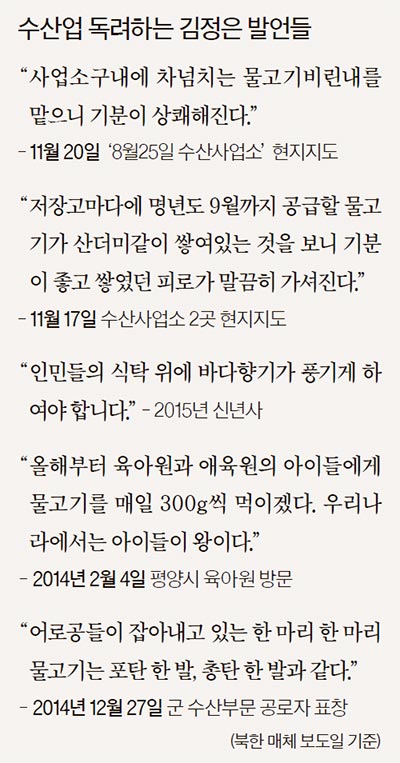 수산업 독려하는 김정은 발언들
“사업소구내에 차넘치는 물고기비린내를
맡으니 기분이 상쾌해진다.”
- 11월 20일 ‘8월25일 수산사업소’ 현지지도
“저장고마다에 명년도 9월까지 공급할 물고
기가 산더미같이 쌓여있는 것을 보니 기분
이 좋고 쌓였던 피로가 말끔히 가셔진다.”
- 11월 17일 수산사업소 2곳 현지지도
“인민들의 식탁 위에 바다향기가 풍기게 하
여야 합니다.” - 2015년 신년사
“올해부터 육아원과 애육원의 아이들에게
물고기를 매일 300g씩 먹이겠다. 우리나
라에서는 아이들이 왕이다.”
- 2014년 2월 4일 평양시 육아원 방문
“어로공들이 잡아내고 있는 한 마리 한 마리
물고기는 포탄 한 발, 총탄 한 발과 같다.”
- 2014년 12월 27일 군 수산부문 공로자 표창
(북한 매체 보도일 기준)